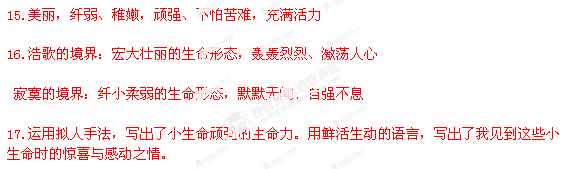 15.美丽，纤弱、稚嫩，顽强、不怕苦难，充满活力
16.浩歌的境界：宏大壮丽的生命形态，轰轰烈烈、激荡人心
寂寞的境界：纤小柔弱的生命形态，默默无闻、自强不息
17.运用拟人手法，写出了小生命顽强的生命力。用鲜活生动的语言，写出了我见到这些小
生命时的惊喜与感动之情。